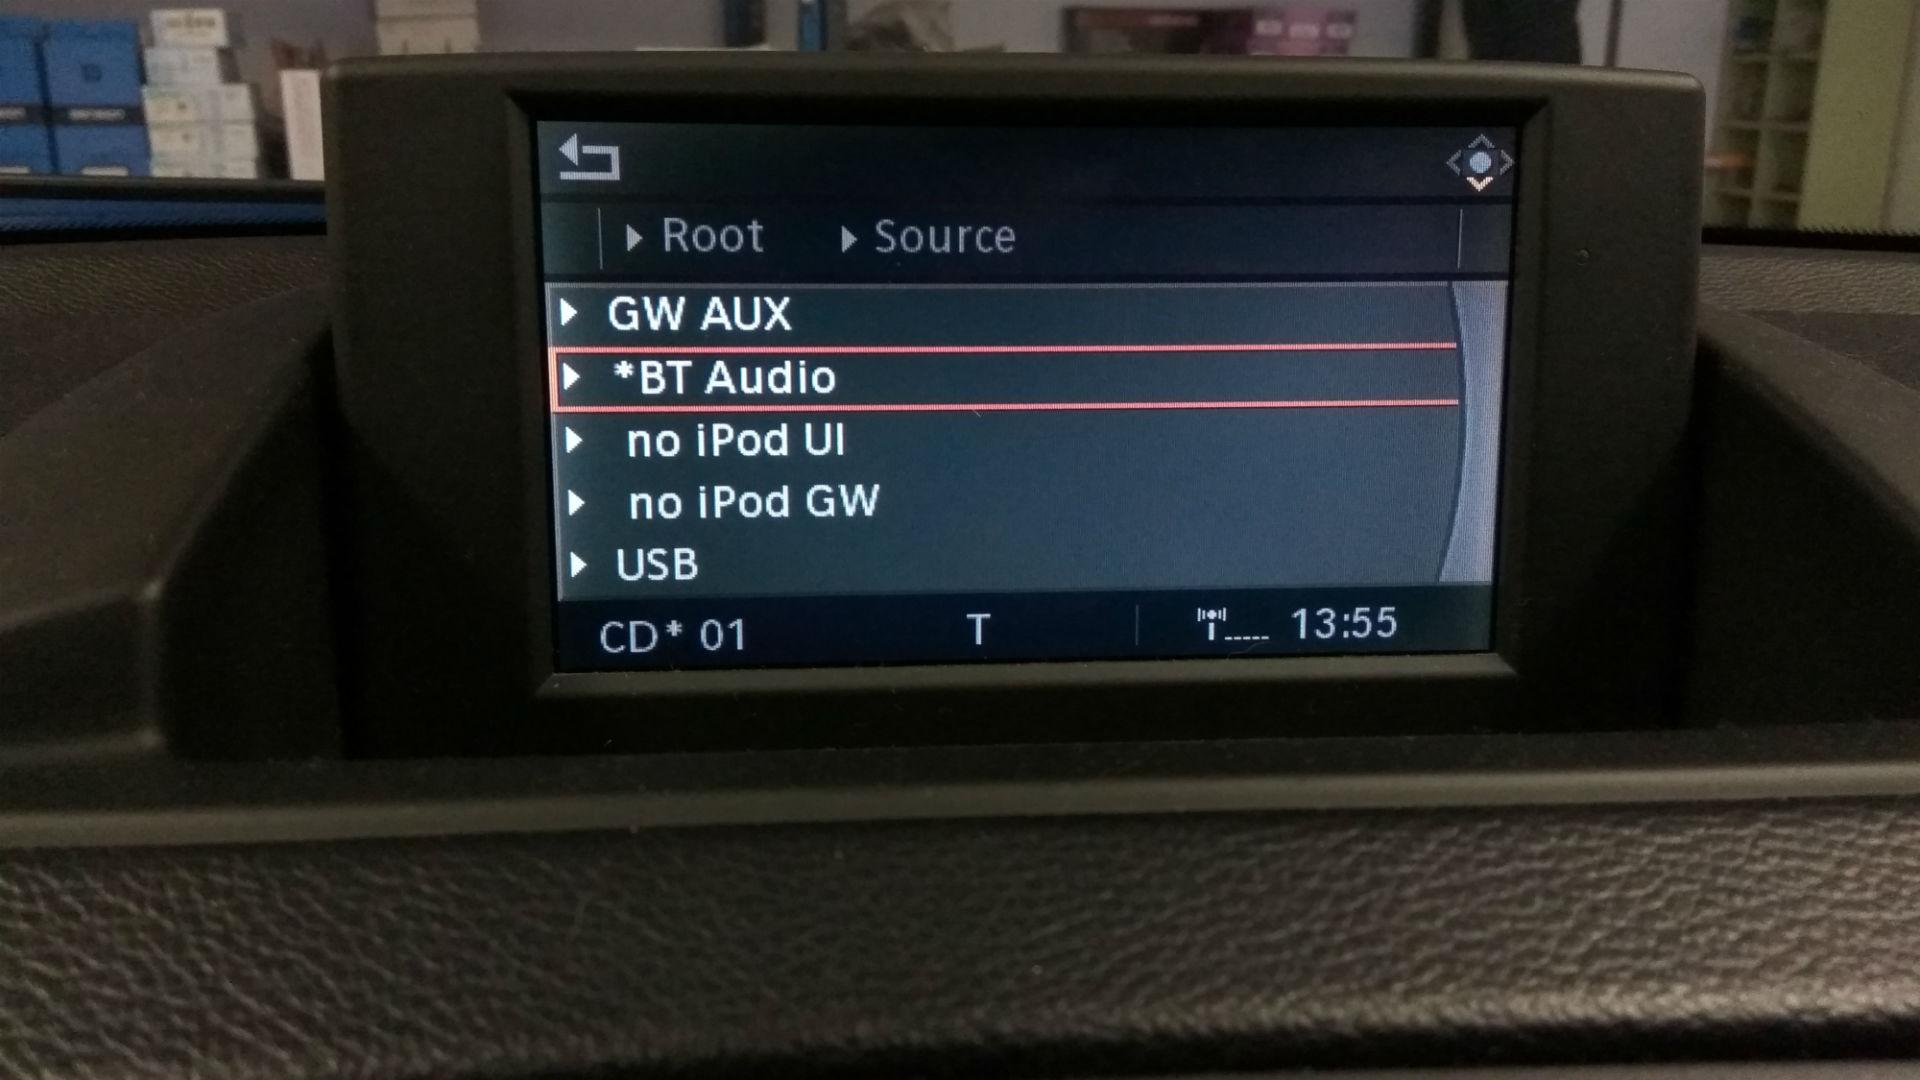 Root Source
GW AUX
*BT Audio
no iPod UI
no iPod GW
USB
CD* 01 T 13:55